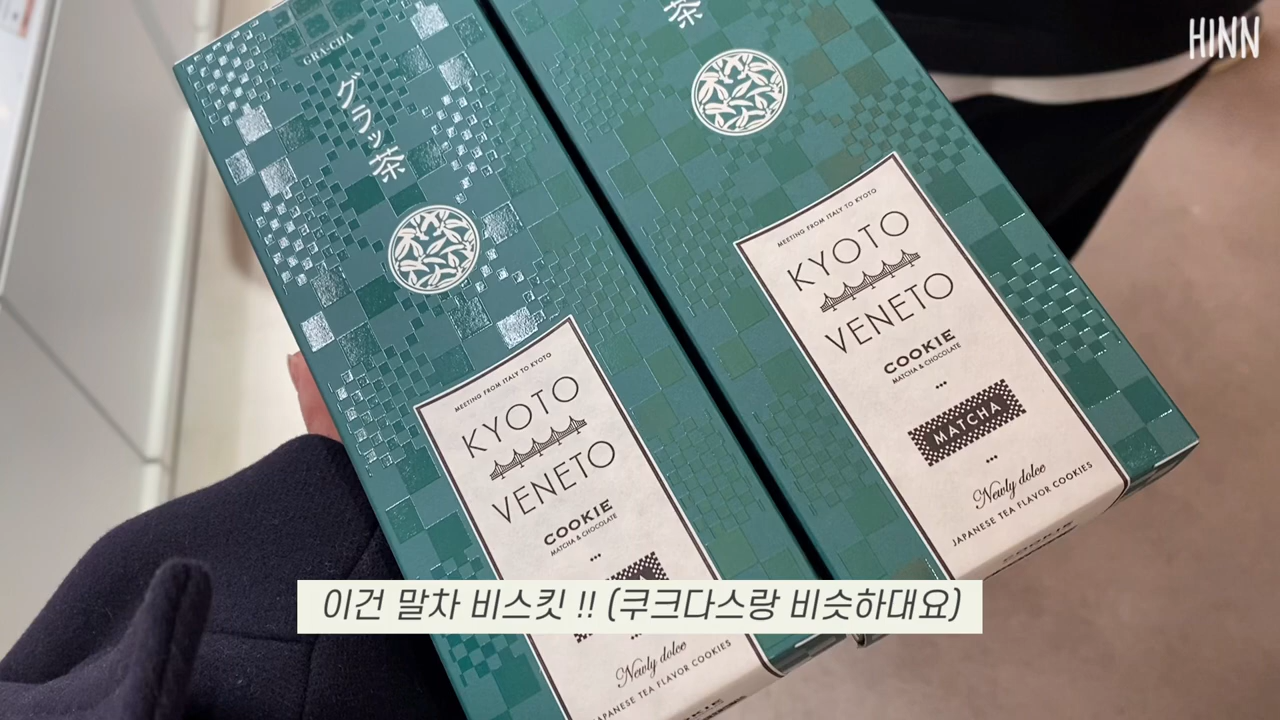 HINN
GRA-CHA
グラッ茶
MEETING FROM ITALY TO KYOTO
KYOTO
VENETO
COOKIE
MATCHA & CHOCOLATE
Newly dolce
JAPANESE TEA FLAVOR COOKIES
COOKIE
茶
MEETING FROM ITALY TO KYOTO
KYOTO
VENETO
COOKIE
MATCHA & CHOCOLATE
MATCHA
Newly dolce
JAPANESE TEA FLAVOR COOKIES
COOKIE
이건 말차 비스킷 !! (쿠크다스랑 비슷하대요)